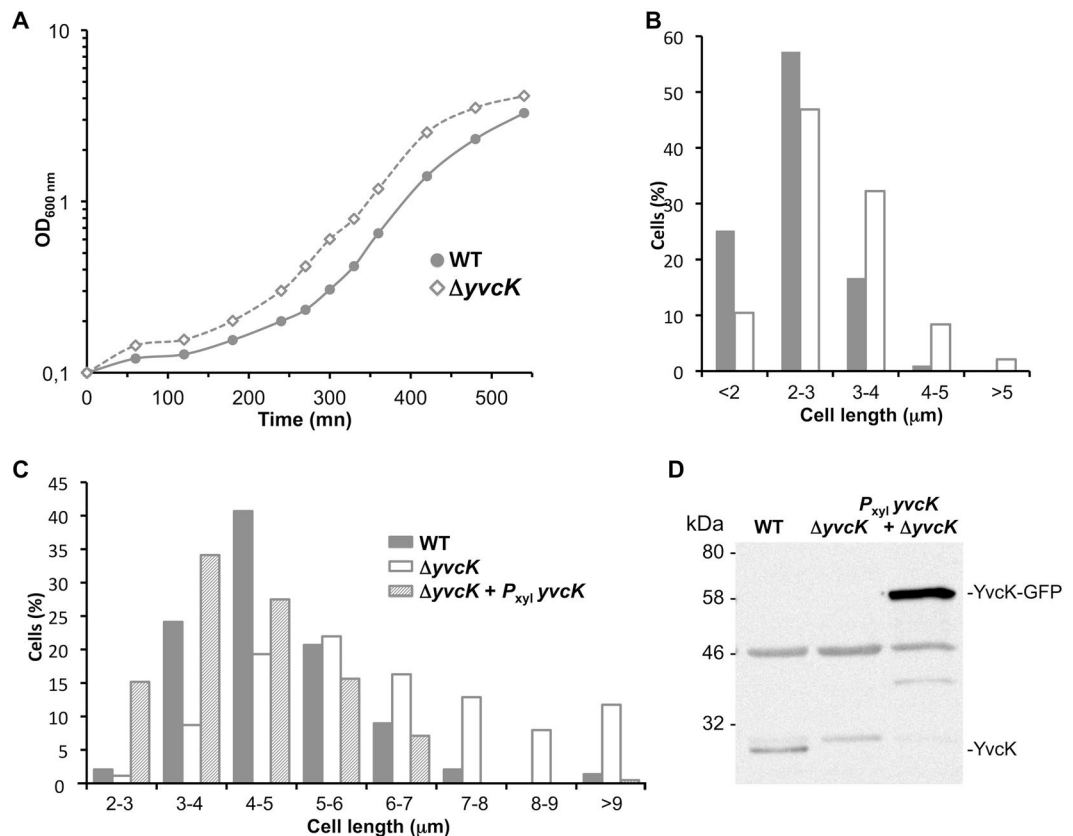 A
10
1
0,1
OD600 nm
WT
ΔyvcK
0 100 200 300 400 500
Time (mn)
B
60
50
40
30
20
10
0
Cells (%)
<2 2-3 3-4 4-5 >5
Cell length (μm)
C
45
40
35
30
25
20
15
10
5
0
Cells (%)
WT
ΔyvcK
ΔyvcK + Pxyl yvcK
2-3 3-4 4-5 5-6 6-7 7-8 8-9 >9
Cell length (μm)
D
Pxyl yvcK
kDa WT ΔyvcK + ΔyvcK
80 -
58 - -YvcK-GFP
46 -
32 -
-YvcK